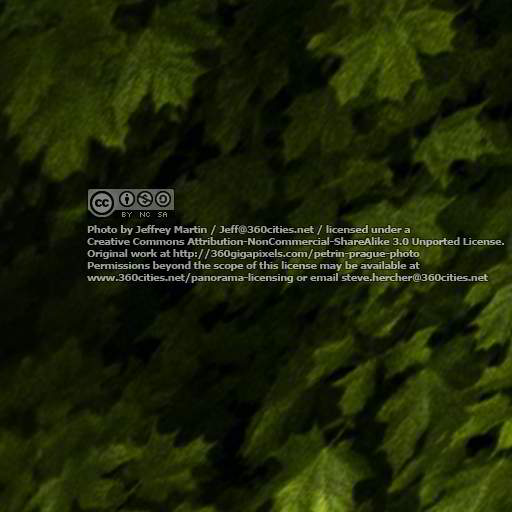 cc
BY NC SA
Photo by Jeffrey Martin / Jeff@360cities.net / licensed under a
Creative Commons Attribution-NonCommercial-ShareAlike 3.0 Unported License.
Original work at http://360gigapixels.com/petrin-prague-photo
Permissions beyond the scope of this license may be available at
www.360cities.net/panorama-licensing or email steve.hercher@360cities.net